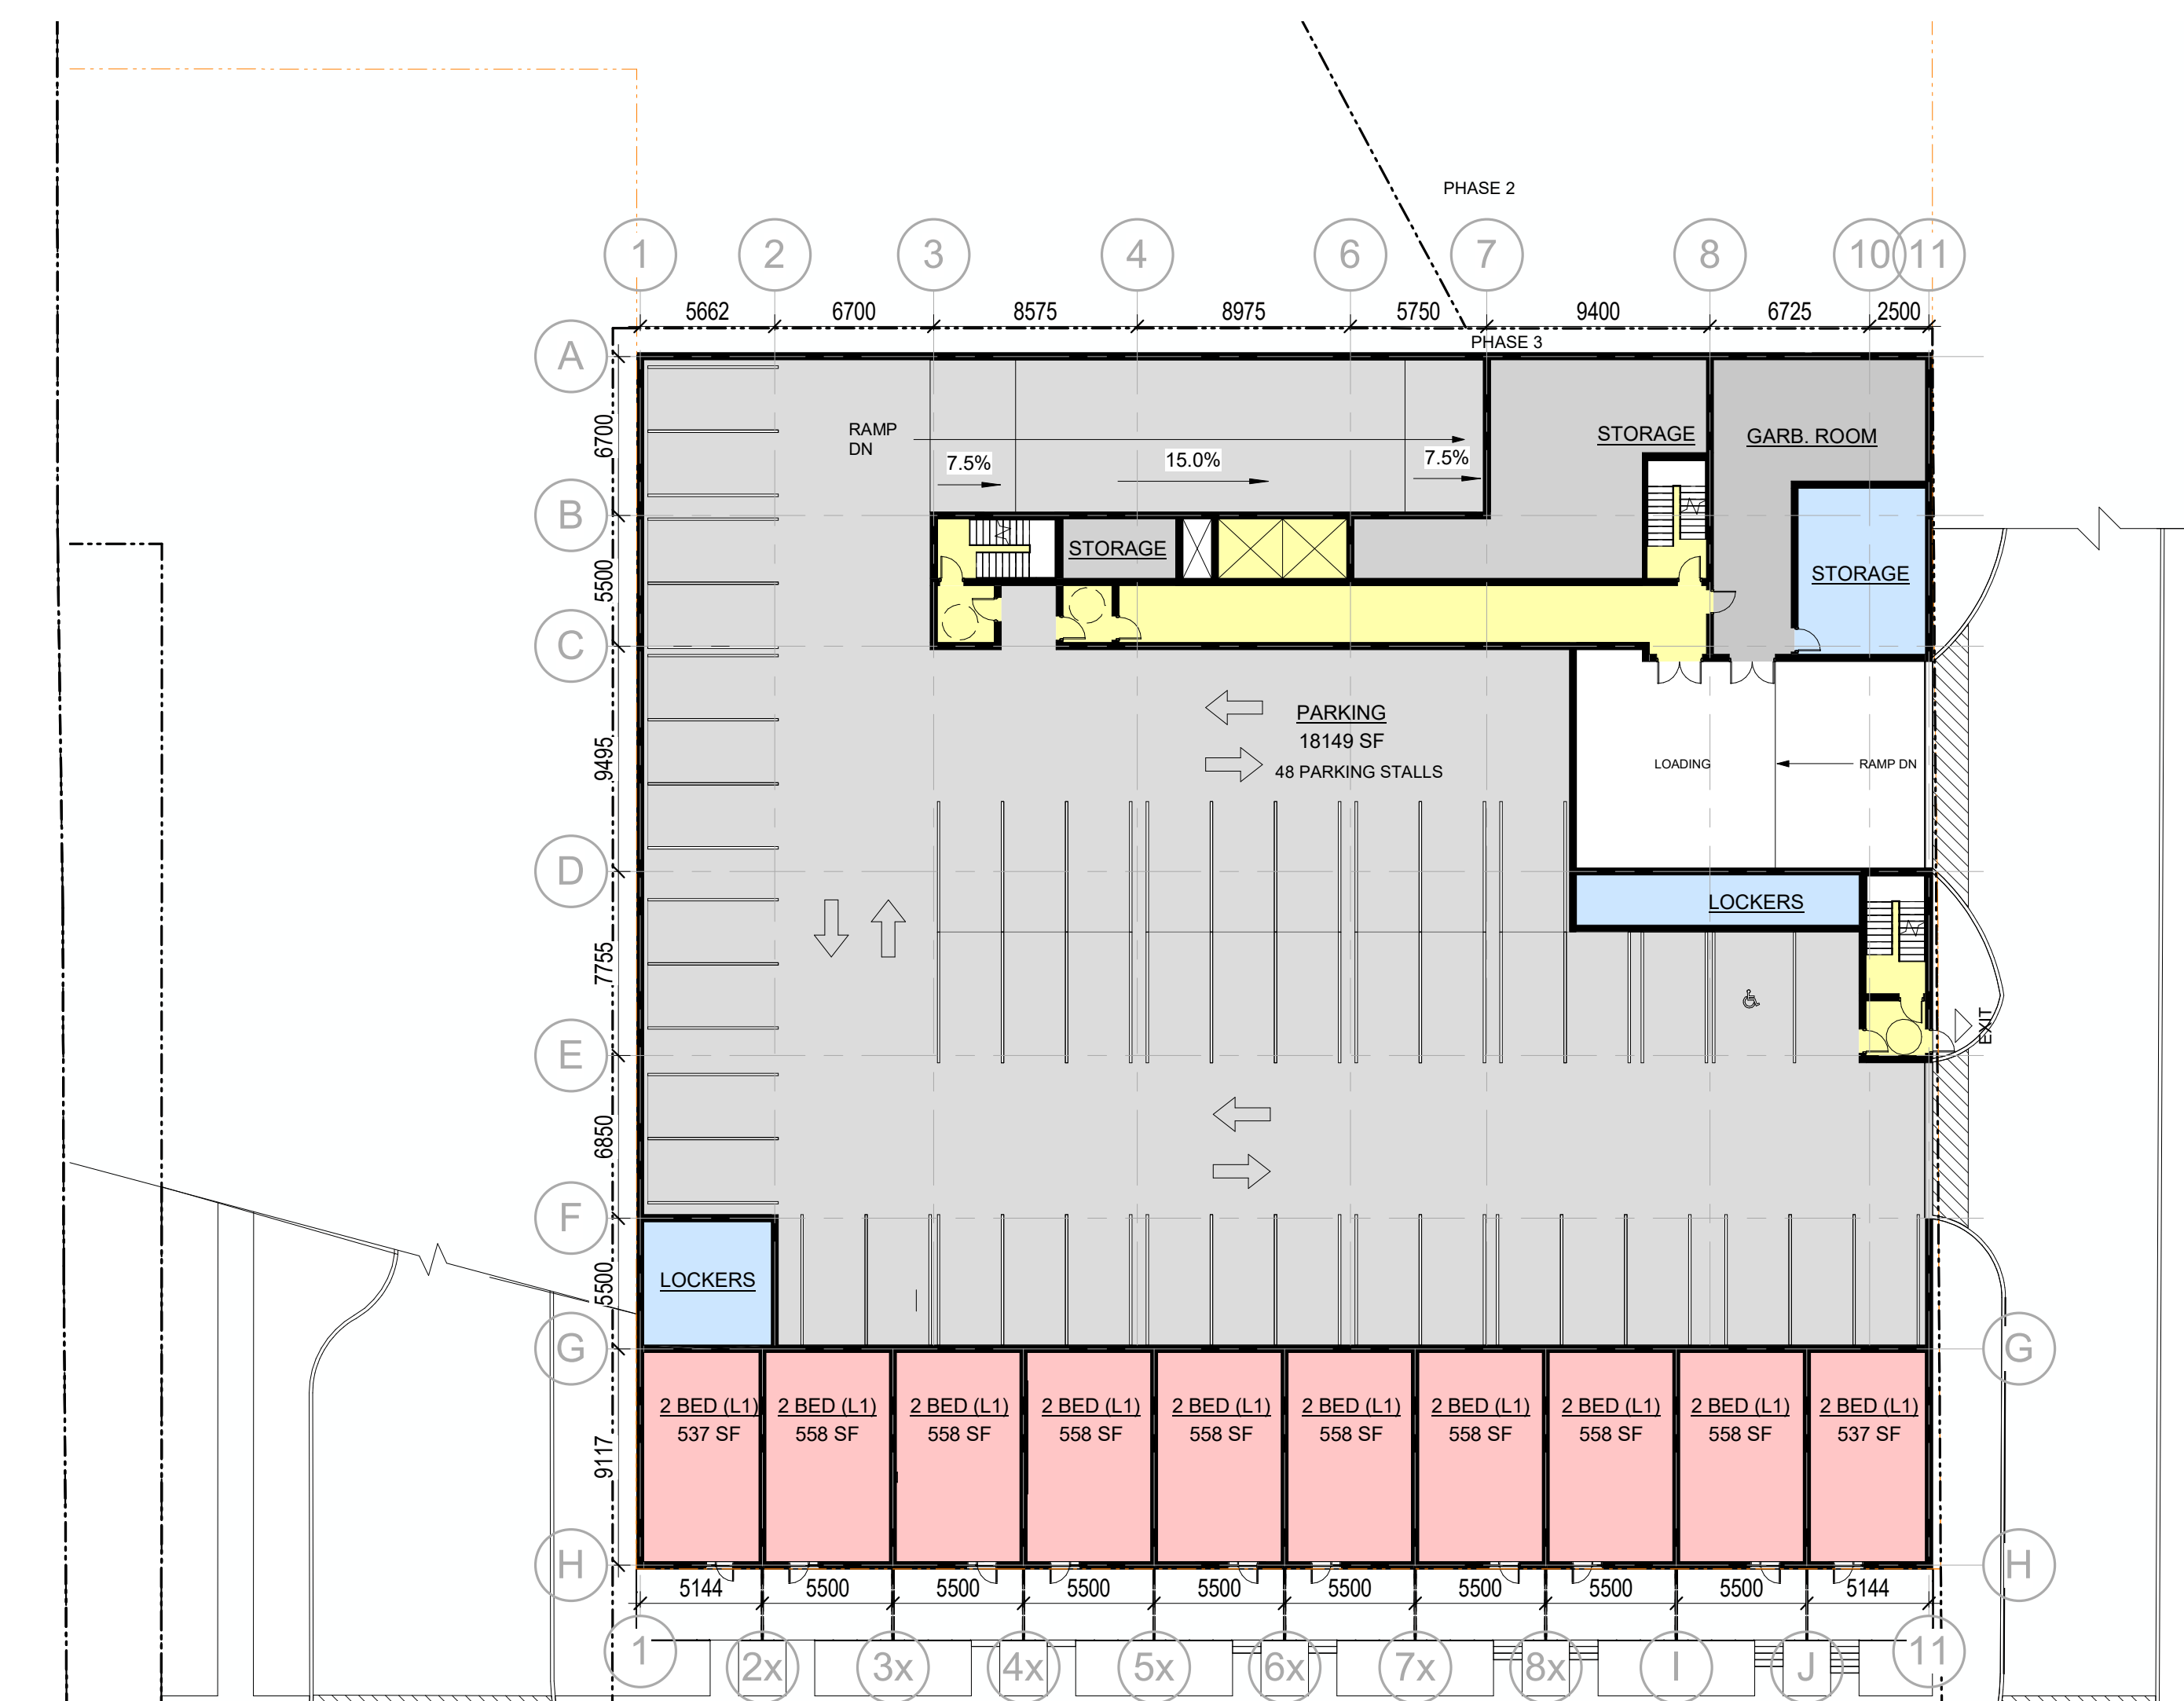 PHASE 2
1 2 3 4 6 7 8 10 11
5662 6700 8575 8975 5750 9400 6725 2500
PHASE 3
A
6700
RAMP
DN
7.5%
15.0%
7.5%
STORAGE
GARB. ROOM
B
5500
STORAGE
STORAGE
C
9495
PARKING
18149 SF
48 PARKING STALLS
LOADING
RAMP DN
D
LOCKERS
7755
EXIT
E
6850
F
LOCKERS
5500
G
G
2 BED (L1) 2 BED (L1) 2 BED (L1) 2 BED (L1) 2 BED (L1) 2 BED (L1) 2 BED (L1) 2 BED (L1) 2 BED (L1) 2 BED (L1)
537 SF 558 SF 558 SF 558 SF 558 SF 558 SF 558 SF 558 SF 558 SF 537 SF
9117
H
H
5144 5500 5500 5500 5500 5500 5500 5500 5500 5144
1 2x 3x 4x 5x 6x 7x 8x I J 11